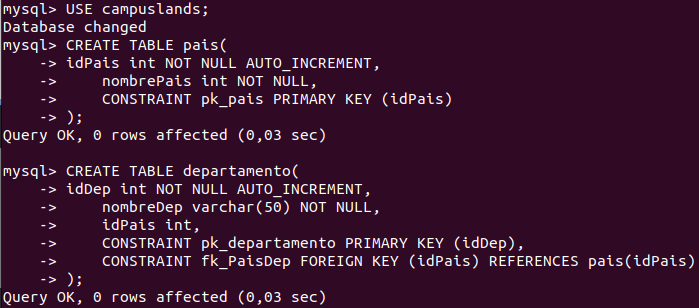 mysql> USE campuslands;
Database changed
mysql> CREATE TABLE pais(
    -> idPais int NOT NULL AUTO_INCREMENT,
    ->     nombrePais int NOT NULL,
    ->     CONSTRAINT pk_pais PRIMARY KEY (idPais)
    -> );
Query OK, 0 rows affected (0,03 sec)

mysql> CREATE TABLE departamento(
    -> idDep int NOT NULL AUTO_INCREMENT,
    ->     nombreDep varchar(50) NOT NULL,
    ->     idPais int,
    ->     CONSTRAINT pk_departamento PRIMARY KEY (idDep),
    ->     CONSTRAINT fk_PaisDep FOREIGN KEY (idPais) REFERENCES pais(idPais)
    -> );
Query OK, 0 rows affected (0,03 sec)